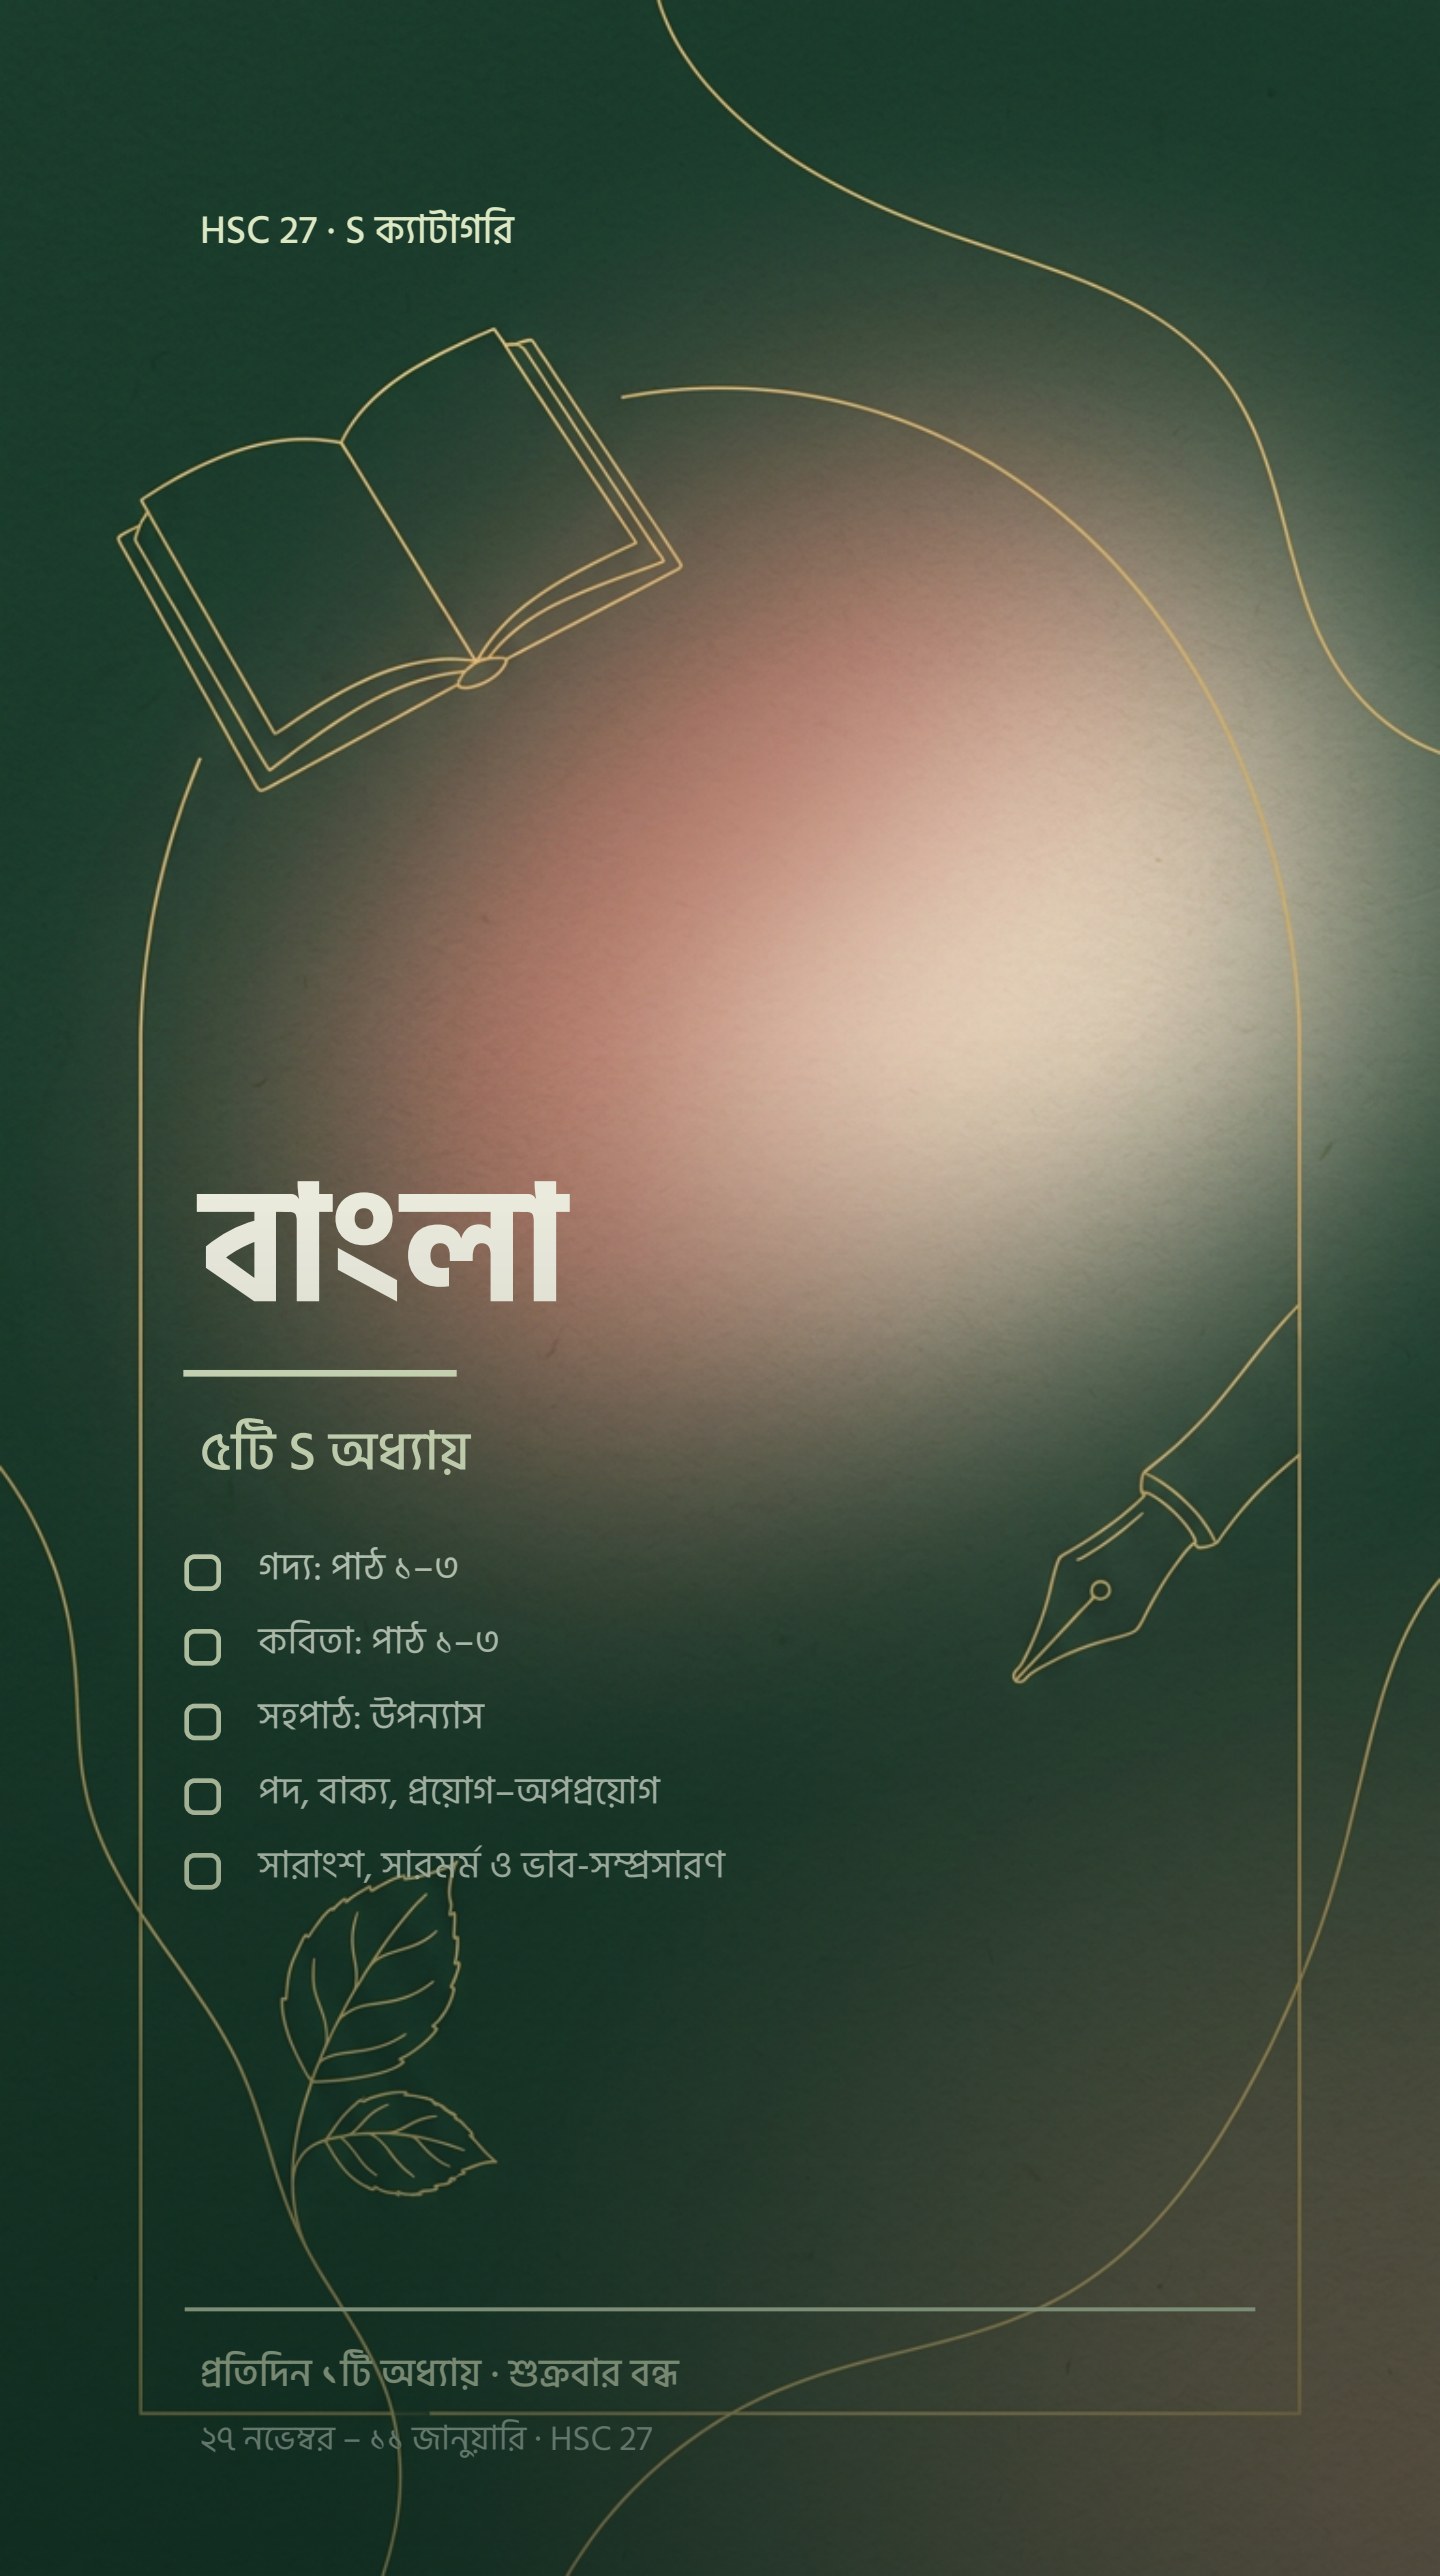 HSC 27 · S ক্যাটাগরি
বাংলা
৫টি S অধ্যায়
গদ্য: পাঠ ১–৩
কবিতা: পাঠ ১–৩
সহপাঠ: উপন্যাস
পদ, বাক্য, প্রয়োগ–অপপ্রয়োগ
সারাংশ, সারমর্ম ও ভাব-সম্প্রসারণ
প্রতিদিন ১টি অধ্যায় · শুক্রবার বন্ধ
২৭ নভেম্বর – ১১ জানুয়ারি · HSC 27